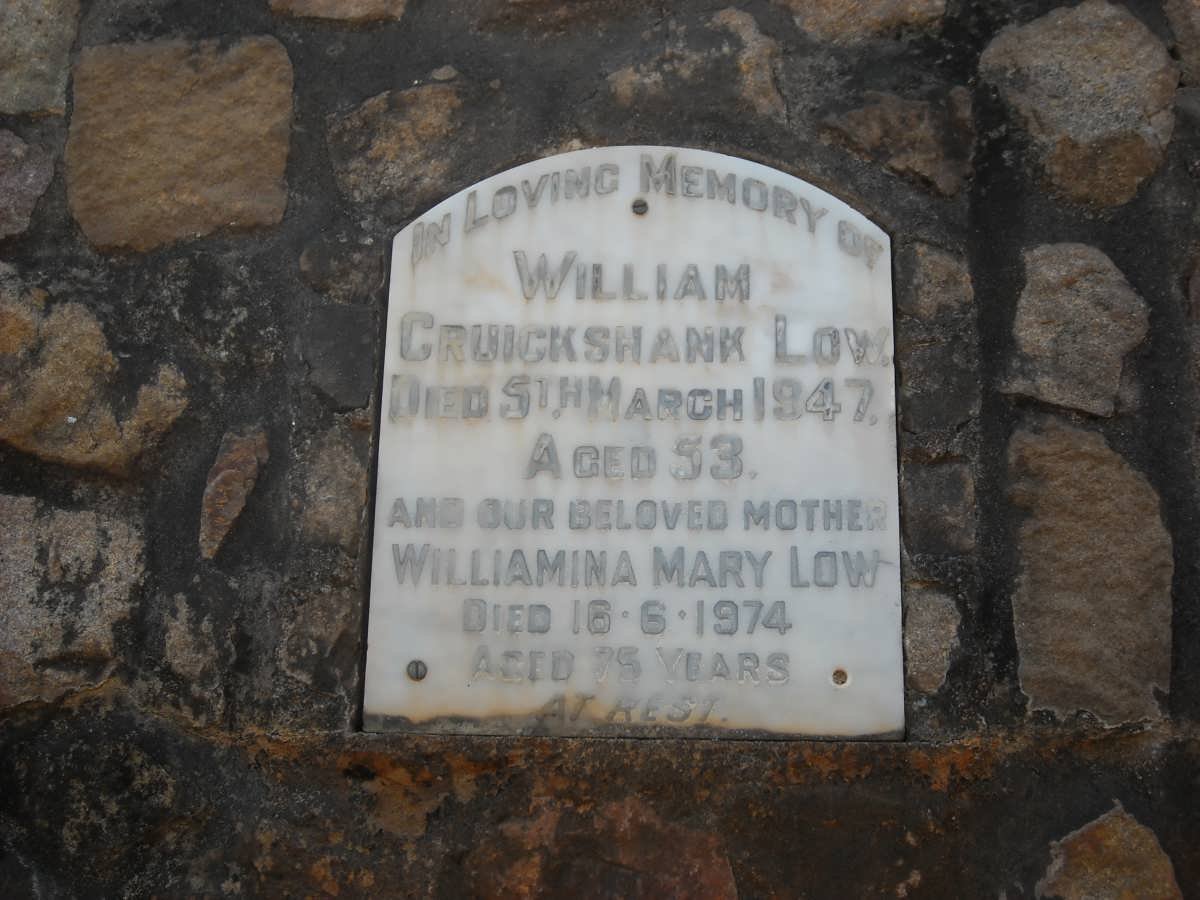 IN LOVING MEMORY OF
WILLIAM
CRUICKSHANK LOW.
DIED 5TH. MARCH 1947.
AGED 53.
AND OUR BELOVED MOTHER
WILLIAMINA MARY LOW
DIED 16·6·1974
AGED 75 YEARS
AT REST.